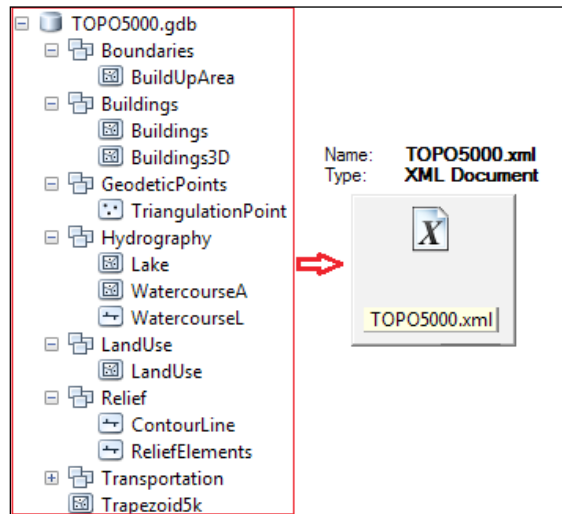 TOPO5000.gdb
Boundaries
BuildUpArea
Buildings
Buildings
Buildings3D
GeodeticPoints
TriangulationPoint
Hydrography
Lake
WatercourseA
WatercourseL
LandUse
LandUse
Relief
ContourLine
ReliefElements
Transportation
Trapezoid5k
Name: TOPO5000.xml
Type: XML Document
X
TOPO5000.xml